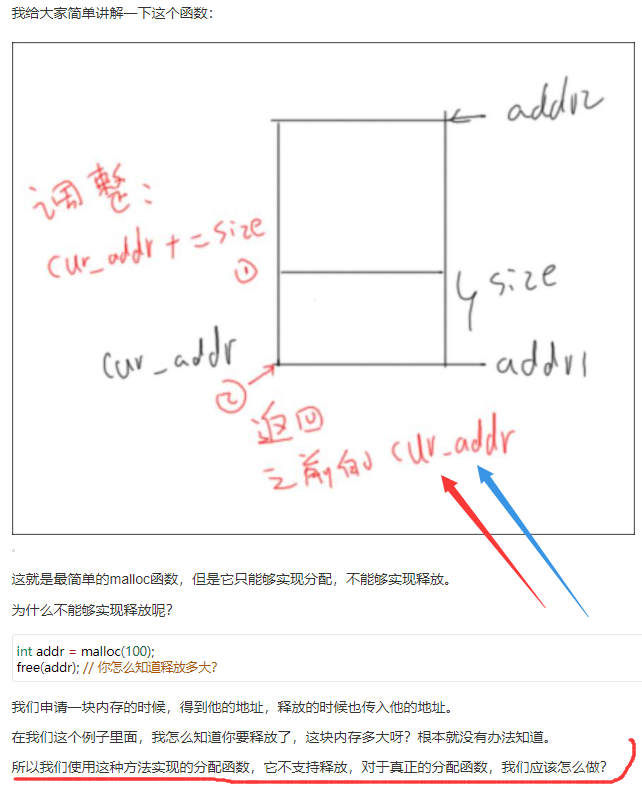 我给大家简单讲解一下这个函数：
addr2
调整：
cur_addr += size
①
size
cur_addr
addr1
②
返回
之前的 cur_addr
这就是最简单的malloc函数，但是它只能够实现分配，不能够实现释放。
为什么不能够实现释放呢？
int addr = malloc(100);
free(addr); // 你怎么知道释放多大？
我们申请一块内存的时候，得到他的地址，释放的时候也传入他的地址。
在我们这个例子里面，我怎么知道你要释放了，这块内存多大呀？根本就没有办法知道。
所以我们使用这种方法实现的分配函数，它不支持释放，对于真正的分配函数，我们应该怎么做？